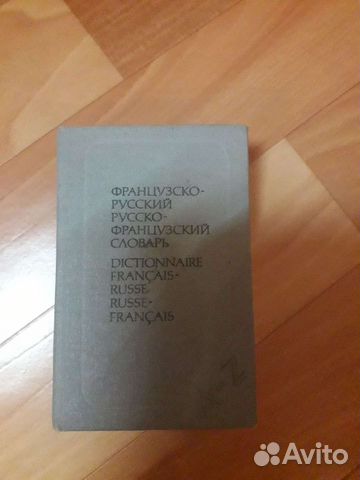 ФРАНЦУЗСКО-
РУССКИЙ
РУССКО-
ФРАНЦУЗСКИЙ
СЛОВАРЬ
DICTIONNAIRE
FRANÇAIS-
RUSSE
RUSSE-
FRANÇAIS
Avito